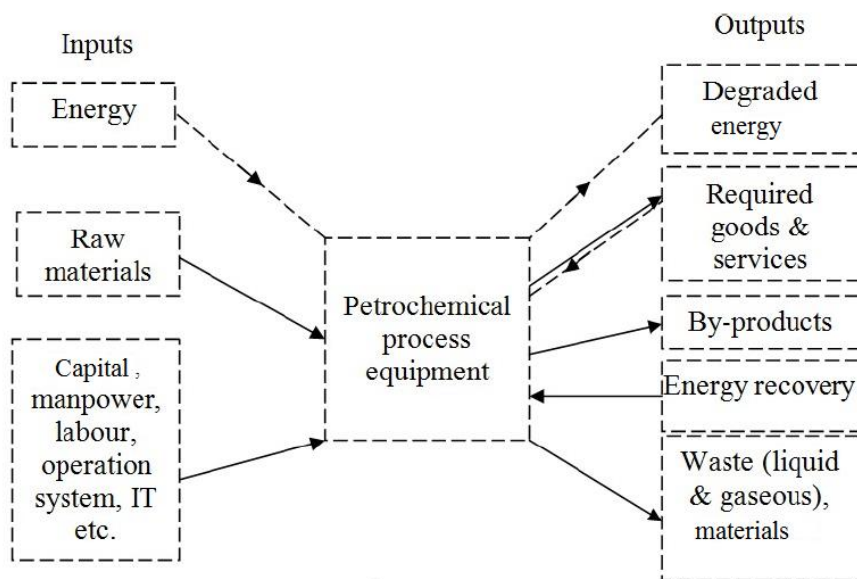 Inputs
Energy
Raw
materials
Capital ,
manpower,
labour,
operation
system, IT
etc.
Petrochemical
process
equipment
Outputs
Degraded
energy
Required
goods &
services
By-products
Energy recovery
Waste (liquid
& gaseous),
materials